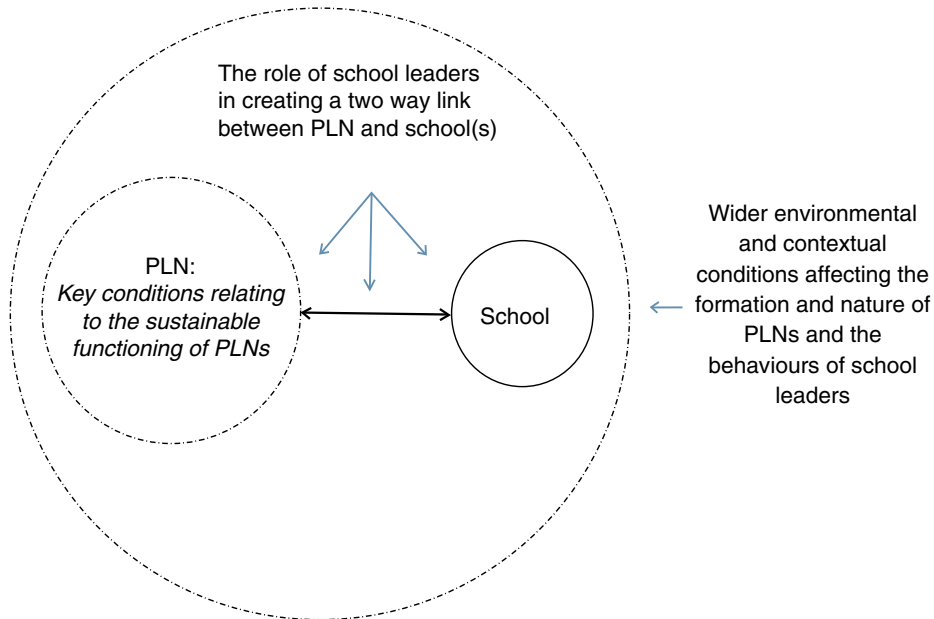 The role of school leaders
in creating a two way link
between PLN and school(s)
PLN:
Key conditions relating
to the sustainable
functioning of PLNs
School
Wider environmental
and contextual
conditions affecting the
formation and nature of
PLNs and the
behaviours of school
leaders